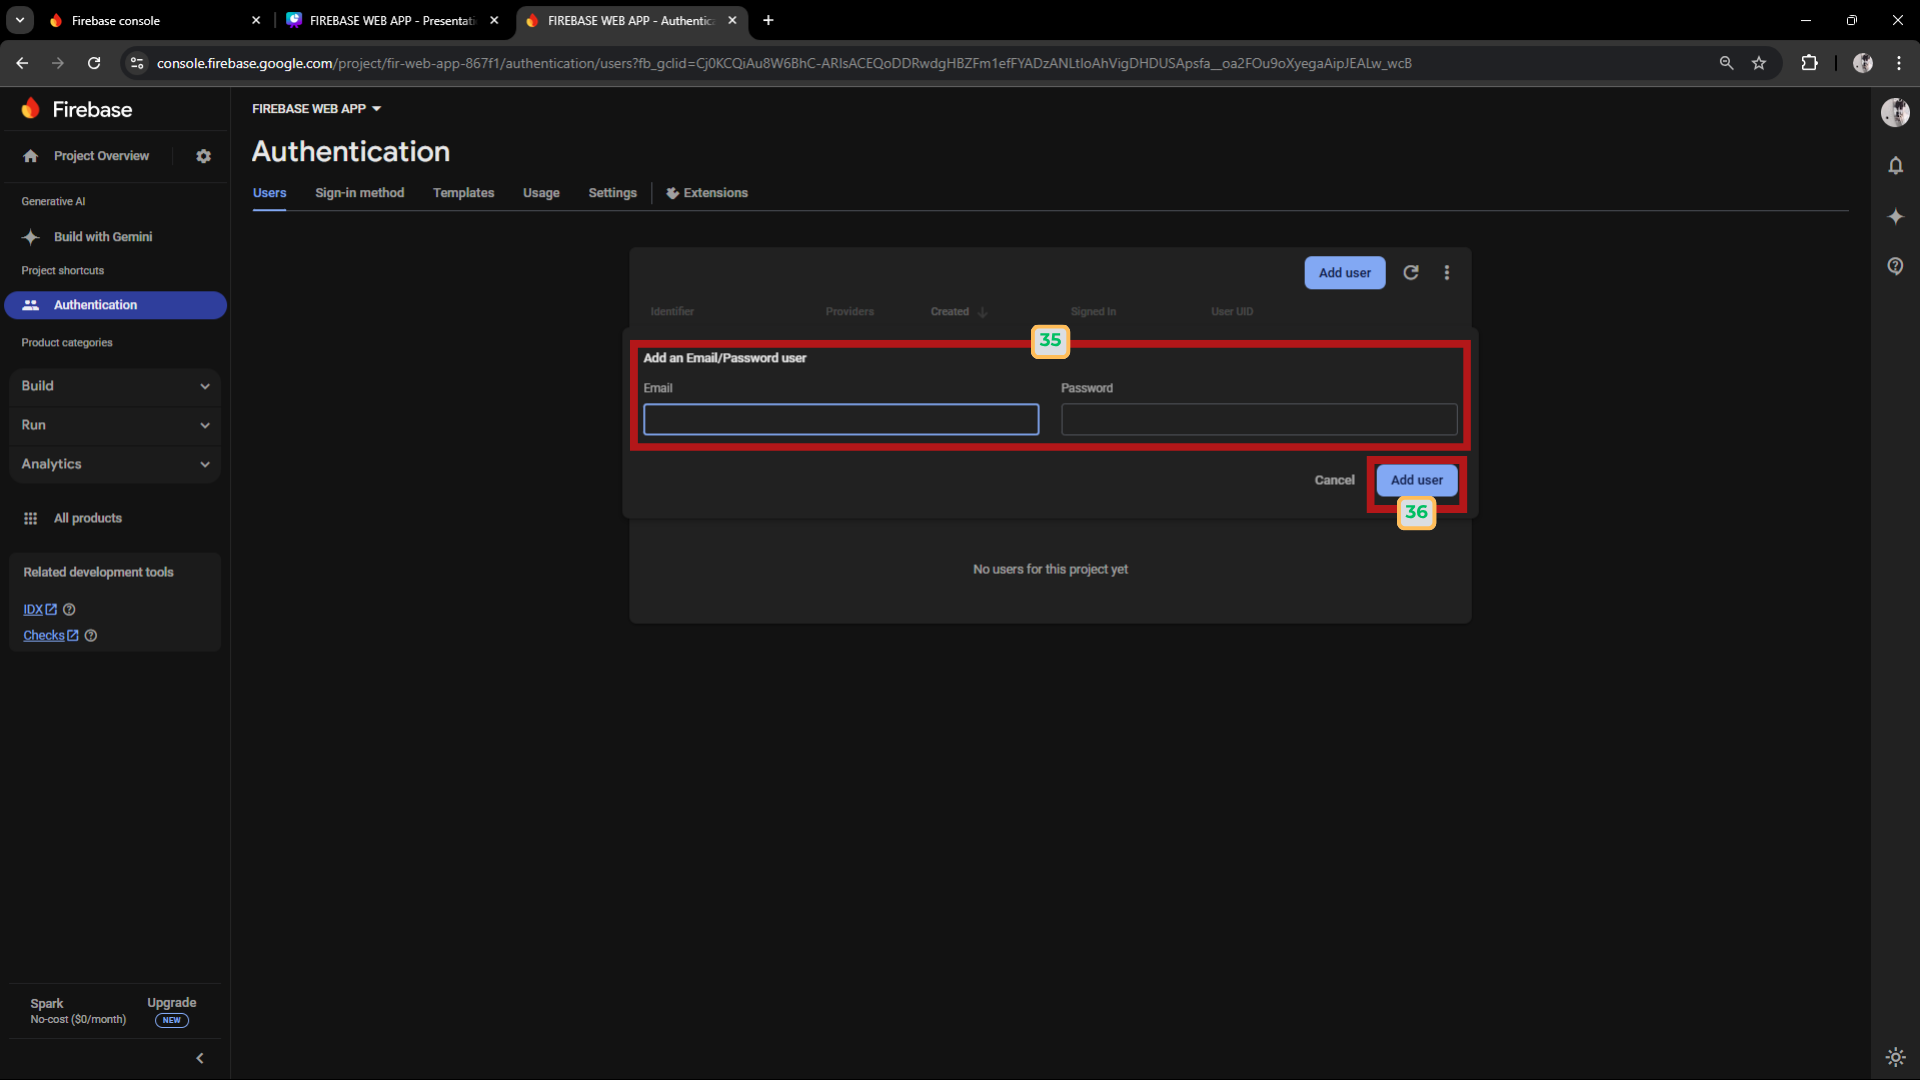 Firebase console
FIREBASE WEB APP - Presentati
FIREBASE WEB APP - Authentic
console.firebase.google.com/project/fir-web-app-867f1/authentication/users?fb_gclid=Cj0KCQiAu8W6BhC-ARIsACEQoDDRwdgHBZFm1efFYADzANLtIoAhVigDHDUSApsfa__oa2FOu9oXyegaAipJEALw_wcB
Firebase
Project Overview
Generative AI
Build with Gemini
Project shortcuts
Authentication
Product categories
Build
Run
Analytics
All products
Related development tools
IDX
Checks
Spark
No-cost ($0/month)
Upgrade
NEW
FIREBASE WEB APP
Authentication
Users
Sign-in method
Templates
Usage
Settings
Extensions
Add user
Identifier
Providers
Created
Signed In
User UID
35
Add an Email/Password user
Email
Password
Cancel
Add user
36
No users for this project yet